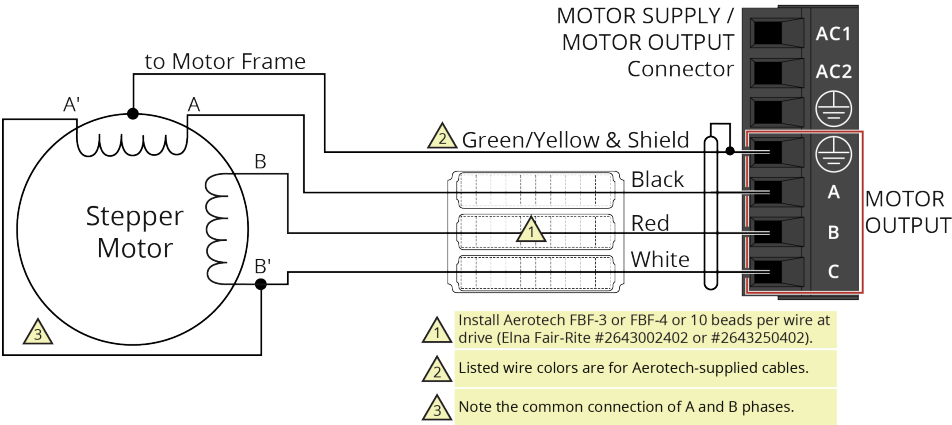 MOTOR SUPPLY /
MOTOR OUTPUT
Connector
AC1
AC2
to Motor Frame
A'
A
2
Green/Yellow & Shield
B
Black
A
MOTOR
OUTPUT
Stepper
Motor
1
Red
B
B'
White
C
3
1
Install Aerotech FBF-3 or FBF-4 or 10 beads per wire at
drive (Elna Fair-Rite #2643002402 or #2643250402).
2
Listed wire colors are for Aerotech-supplied cables.
3
Note the common connection of A and B phases.